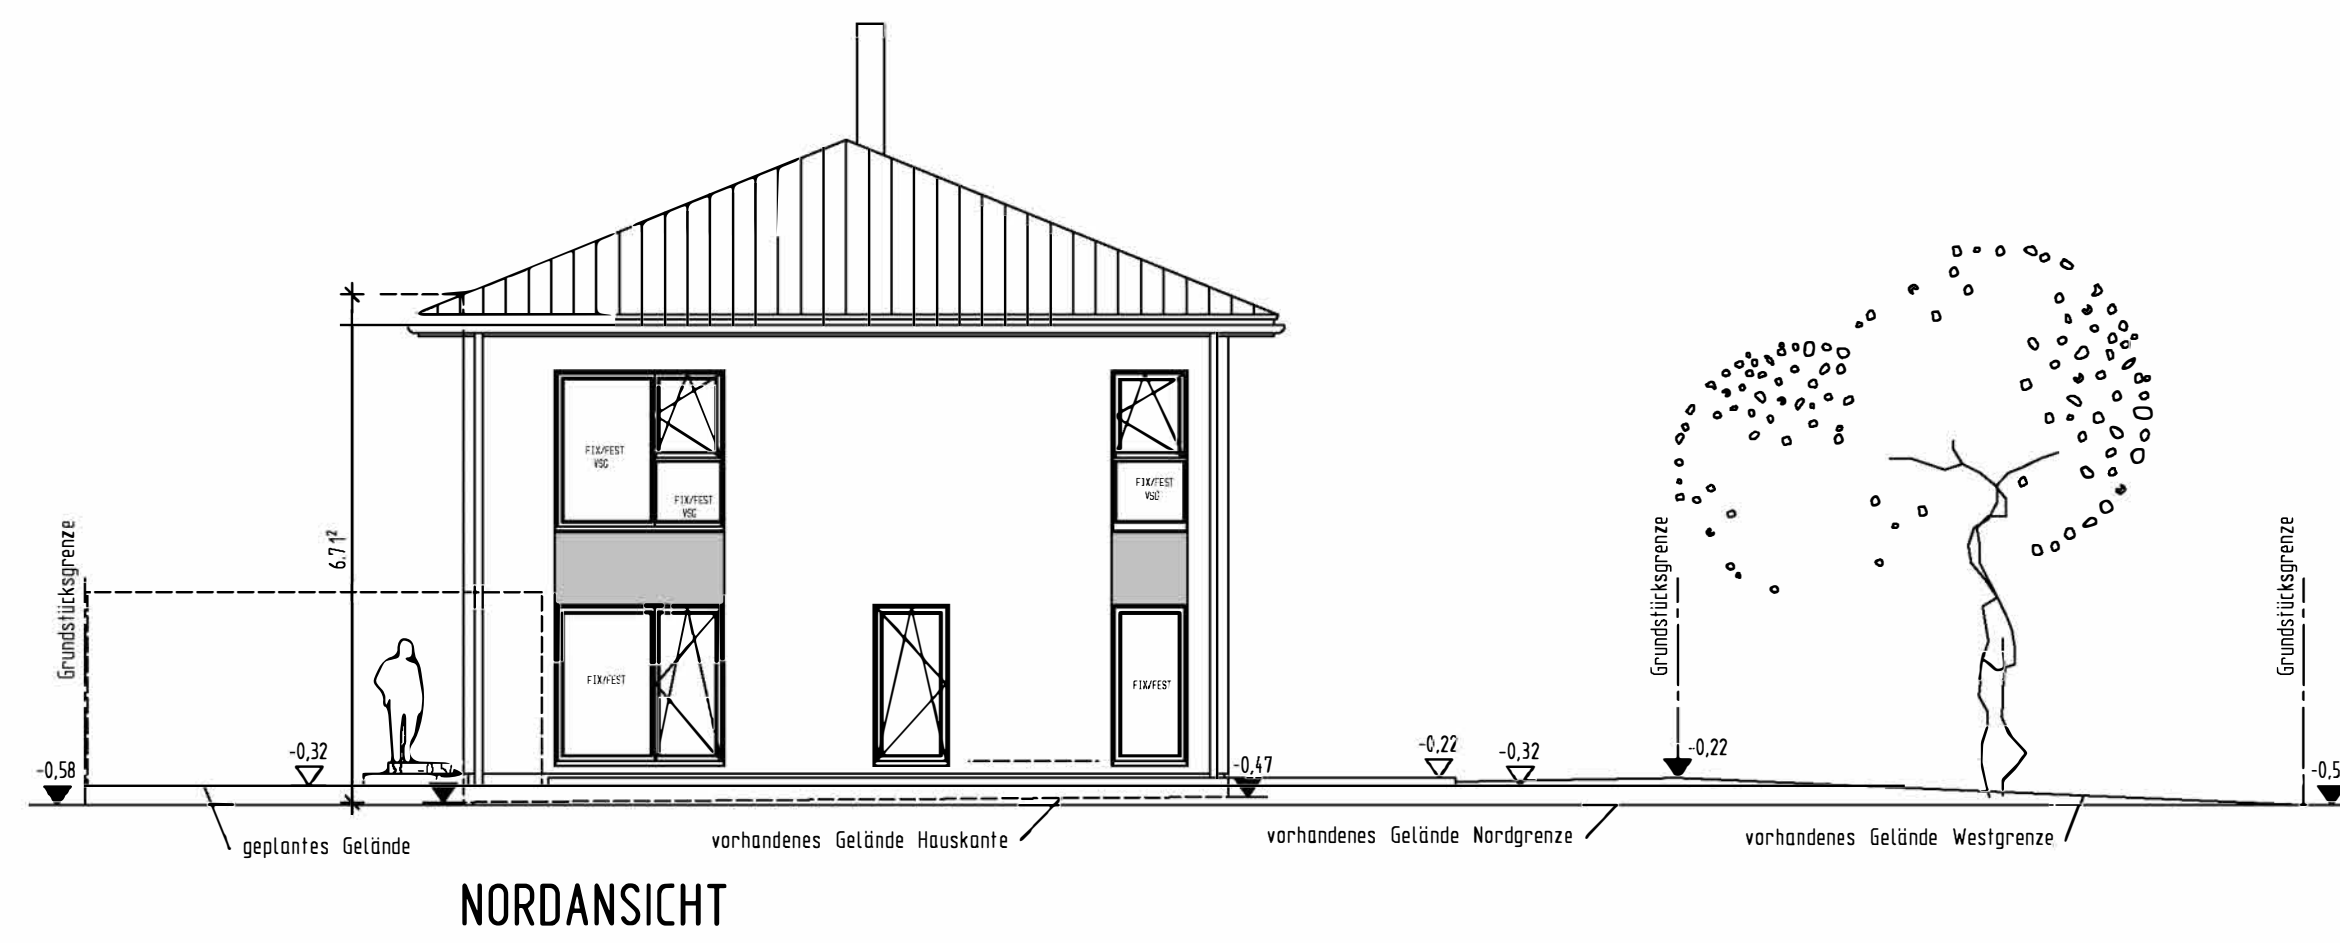 FIX/FEST
VSG
FIX/FEST
VSG
FIX/FEST
VSG
Grundstücksgrenze
6.71²
Grundstücksgrenze
Grundstücksgrenze
FIX/FEST
FIX/FEST
-0,58
-0,32
-0,47
-0,22
-0,32
-0,22
geplantes Gelände
vorhandenes Gelände Hauskante
vorhandenes Gelände Nordgrenze
vorhandenes Gelände Westgrenze
NORDANSICHT